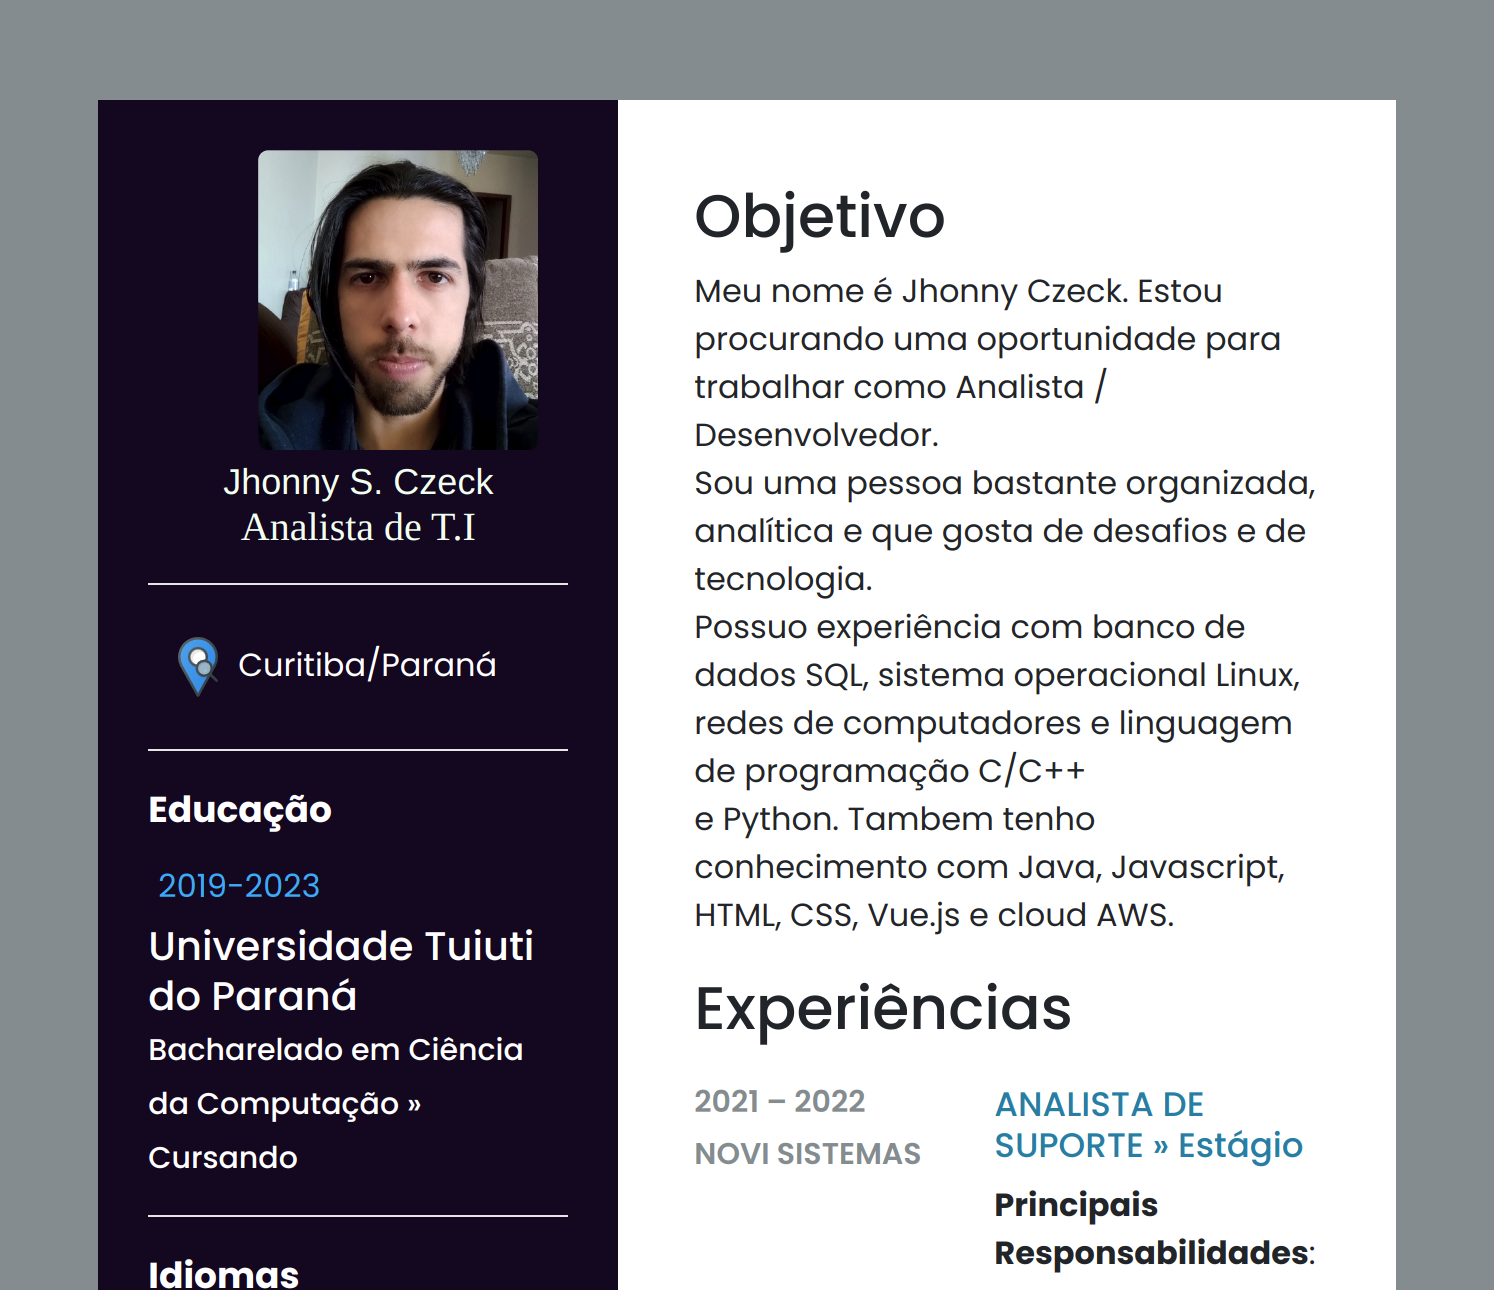 Jhonny S. Czeck
Analista de T.I
Curitiba/Paraná
Educação
2019-2023
Universidade Tuiuti
do Paraná
Bacharelado em Ciência
da Computação »
Cursando
Idiomas
Objetivo
Meu nome é Jhonny Czeck. Estou
procurando uma oportunidade para
trabalhar como Analista /
Desenvolvedor.
Sou uma pessoa bastante organizada,
analítica e que gosta de desafios e de
tecnologia.
Possuo experiência com banco de
dados SQL, sistema operacional Linux,
redes de computadores e linguagem
de programação C/C++
e Python. Tambem tenho
conhecimento com Java, Javascript,
HTML, CSS, Vue.js e cloud AWS.
Experiências
2021 – 2022
NOVI SISTEMAS
ANALISTA DE
SUPORTE » Estágio
Principais
Responsabilidades: